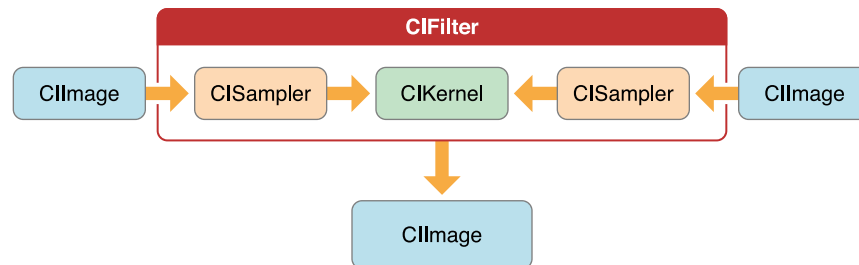 CIFilter
CIImage
CISampler
CIKernel
CISampler
CIImage
CIImage